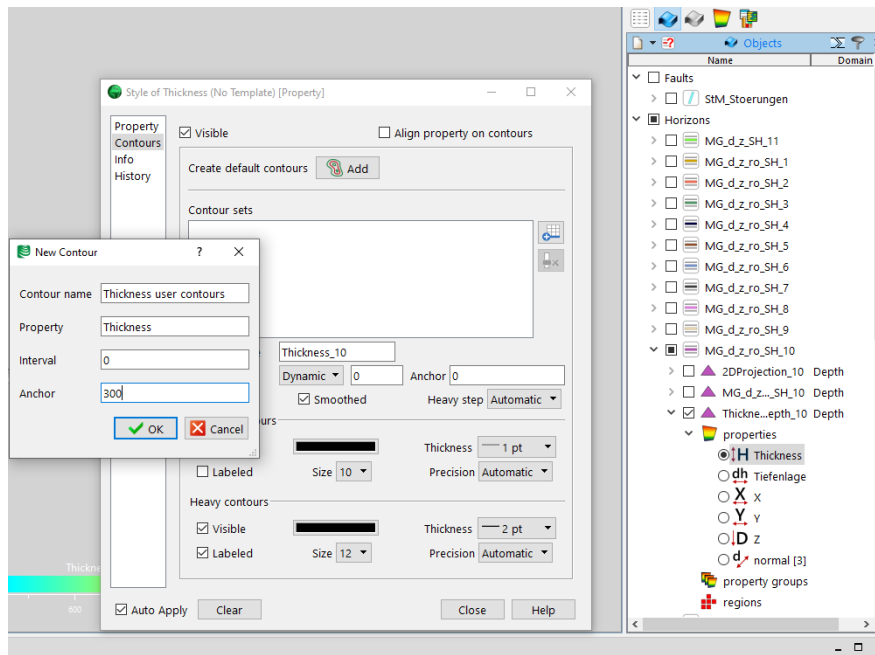 Objects
Name Domain
Faults
StM_Stoerungen
Horizons
MG_d_z_SH_11
MG_d_z_ro_SH_1
MG_d_z_ro_SH_2
MG_d_z_ro_SH_3
MG_d_z_ro_SH_4
MG_d_z_ro_SH_5
MG_d_z_ro_SH_6
MG_d_z_ro_SH_7
MG_d_z_ro_SH_8
MG_d_z_ro_SH_9
MG_d_z_ro_SH_10
2DProjection_10 Depth
MG_d_z..._SH_10 Depth
Thickne...epth_10 Depth
properties
H Thickness
dh Tiefenlage
X X
Y Y
D Z
d normal [3]
property groups
regions
Style of Thickness (No Template) [Property]
Property
Contours
Info
History
Visible Align property on contours
Create default contours Add
Contour sets
Thickness_10
Dynamic 0 Anchor 0
Smoothed Heavy step Automatic
urs
Thickness 1 pt
Labeled Size 10 Precision Automatic
Heavy contours
Visible Thickness 2 pt
Labeled Size 12 Precision Automatic
Auto Apply Clear Close Help
New Contour ?
Contour name Thickness user contours
Property Thickness
Interval 0
Anchor 300
OK Cancel
Thickne
600